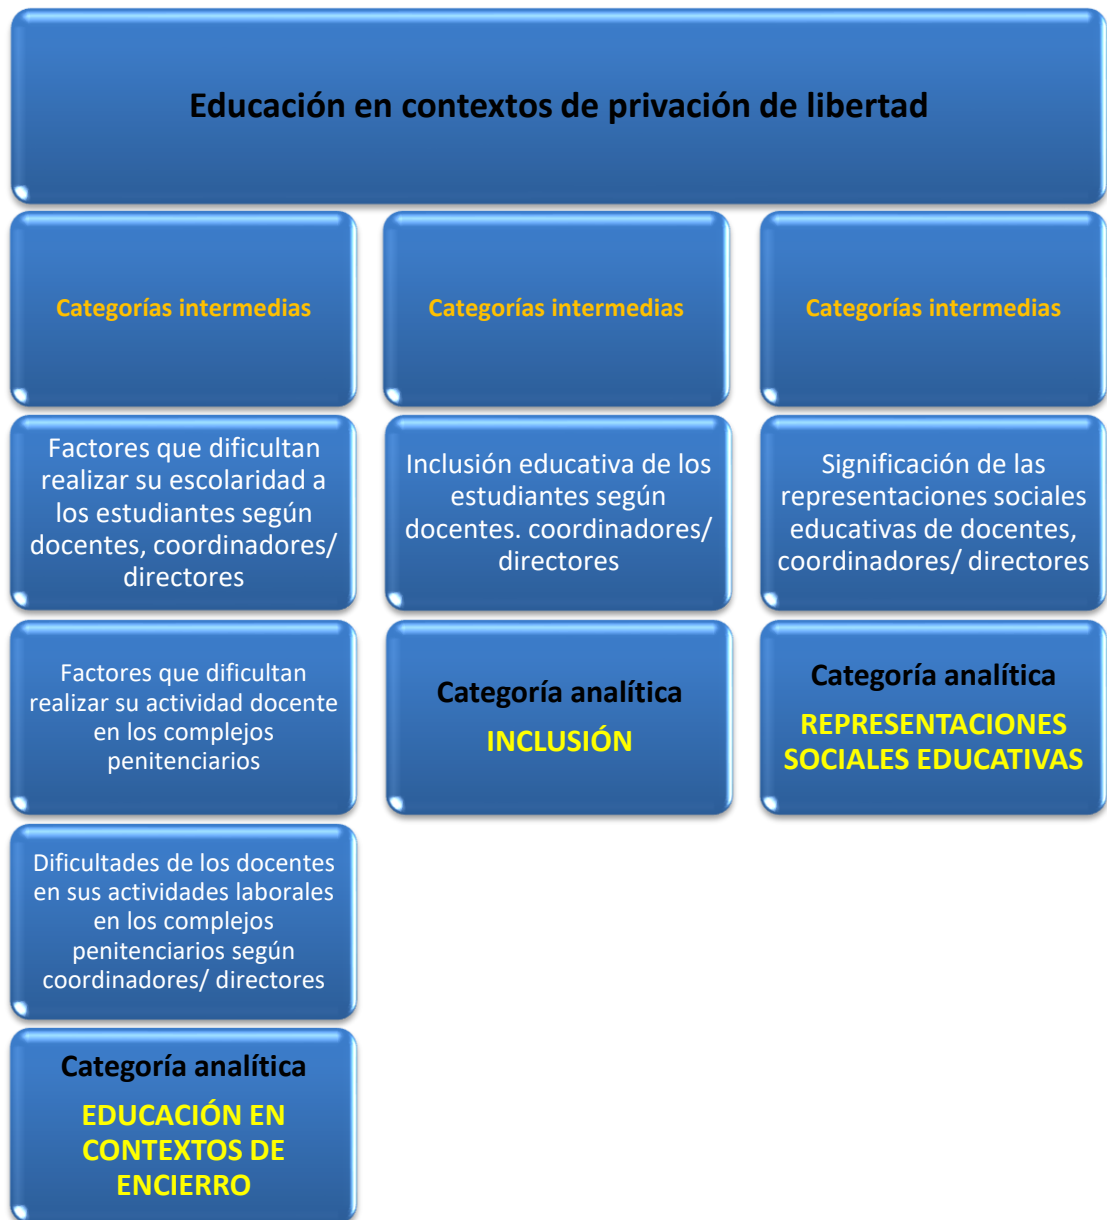 Educación en contextos de privación de libertad
Categorías intermedias
Factores que dificultan
realizar su escolaridad a
los estudiantes según
docentes, coordinadores/
directores
Factores que dificultan
realizar su actividad docente
en los complejos
penitenciarios
Dificultades de los docentes
en sus actividades laborales
en los complejos
penitenciarios según
coordinadores/ directores
Categoría analítica
EDUCACIÓN EN
CONTEXTOS DE
ENCIERRO
Categorías intermedias
Inclusión educativa de los
estudiantes según
docentes. coordinadores/
directores
Categoría analítica
INCLUSIÓN
Categorías intermedias
Significación de las
representaciones sociales
educativas de docentes,
coordinadores/ directores
Categoría analítica
REPRESENTACIONES
SOCIALES EDUCATIVAS